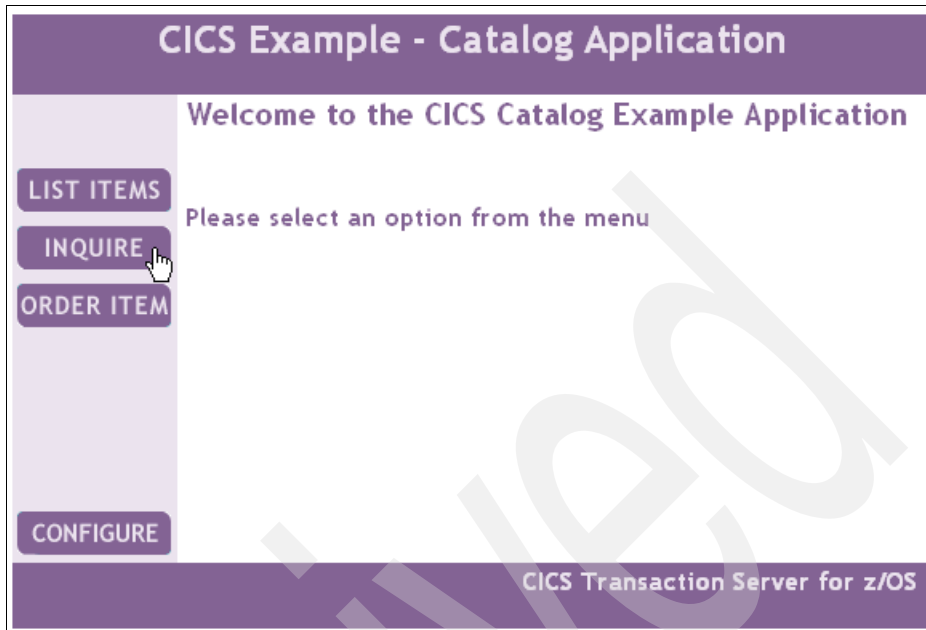 CICS Example - Catalog Application
Welcome to the CICS Catalog Example Application
LIST ITEMS
Please select an option from the menu
INQUIRE
ORDER ITEM
CONFIGURE
CICS Transaction Server for z/OS